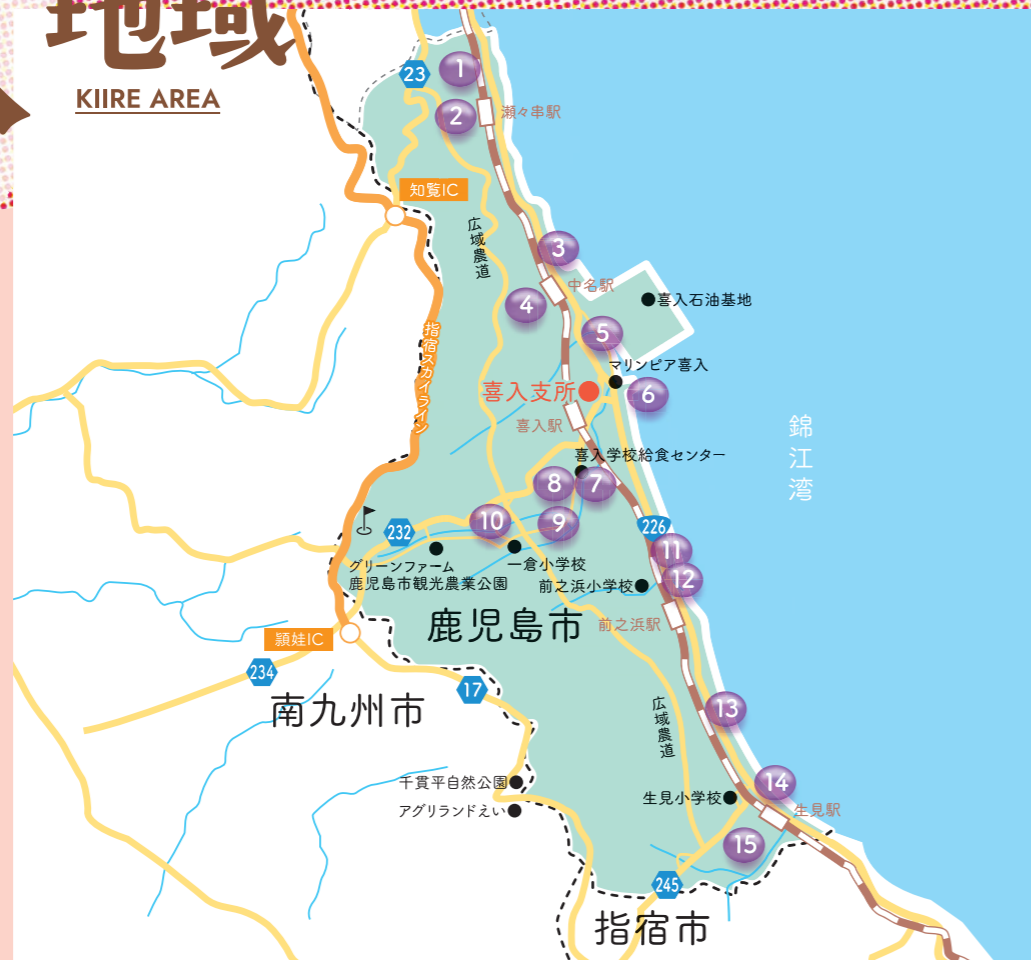 地域
KIIRE AREA
23
1
2
瀬々串駅
知覧IC
広域農道
3
中名駅
4
喜入石油基地
5
指宿スカイライン
マリンピア喜入
喜入支所
6
喜入駅
錦江湾
喜入学校給食センター
8
7
10
9
232
226
11
グリーンファーム
鹿児島市観光農業公園
一倉小学校
前之浜小学校
12
鹿児島市
前之浜駅
頴娃IC
234
17
南九州市
広域農道
13
千貫平自然公園
アグリランドえい
生見小学校
14
生見駅
15
245
指宿市